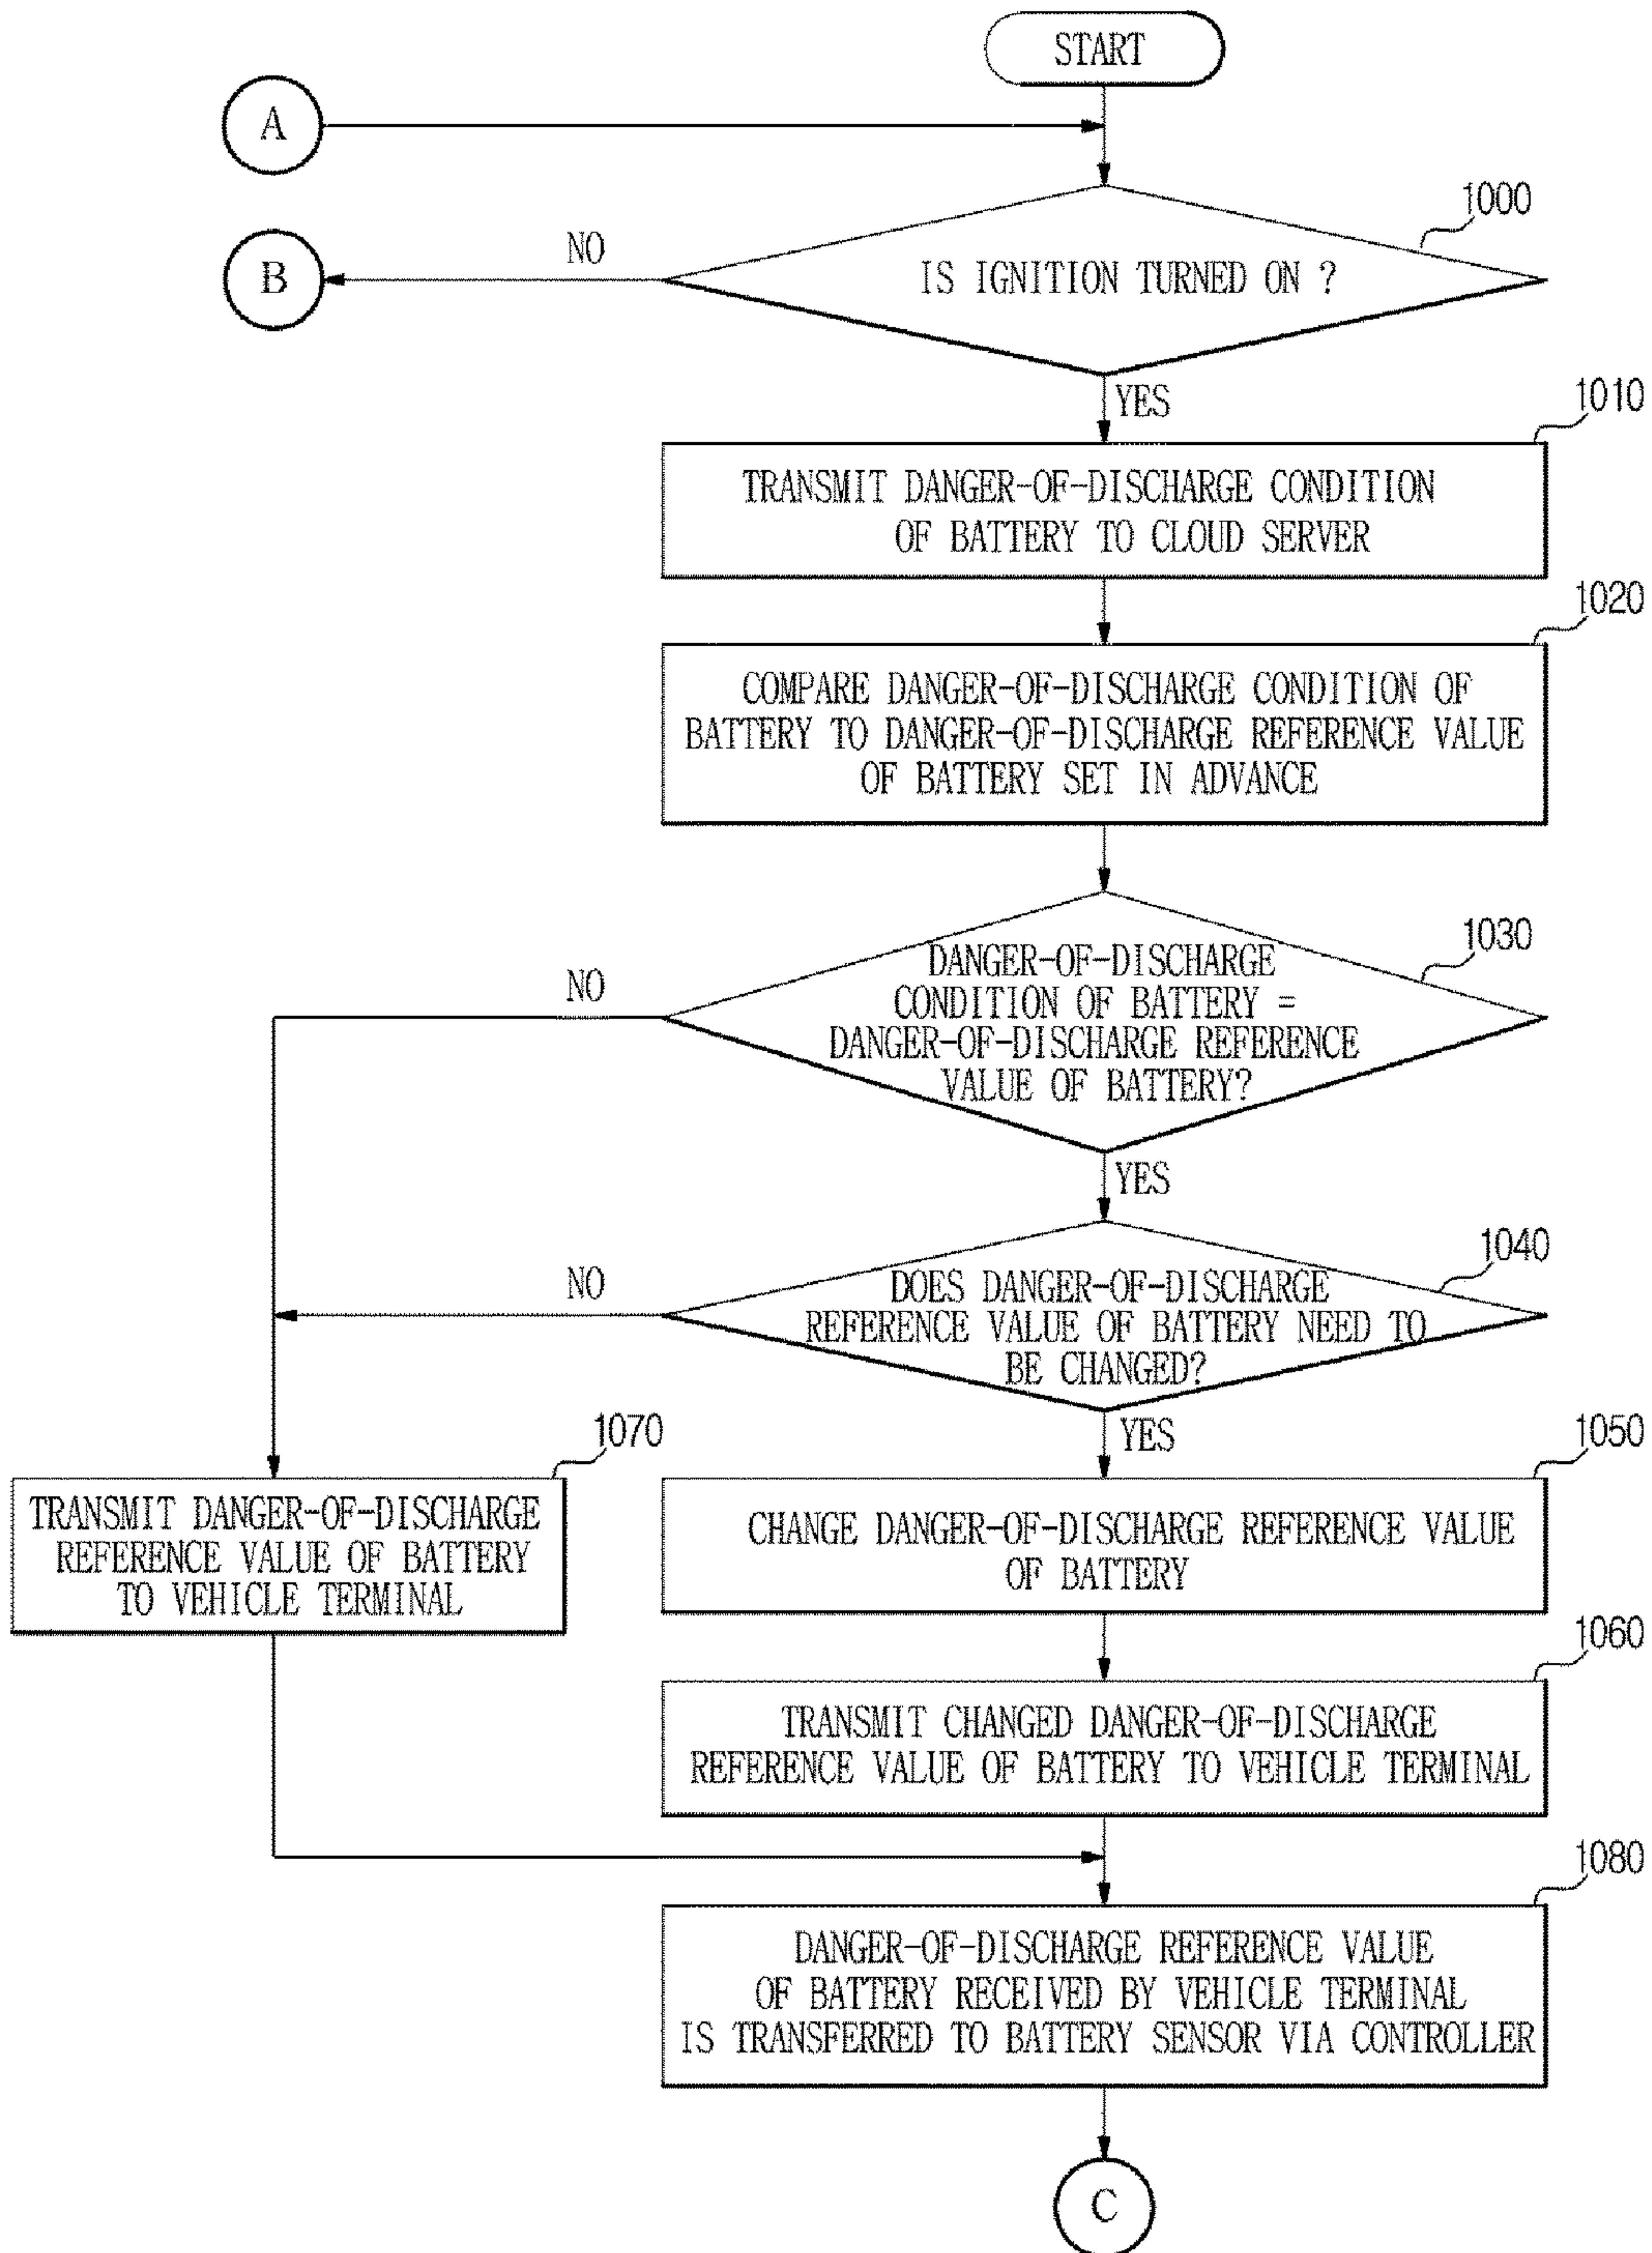 START
A
1000
NO
B
IS IGNITION TURNED ON ?
YES
1010
TRANSMIT DANGER-OF-DISCHARGE CONDITION
OF BATTERY TO CLOUD SERVER
1020
COMPARE DANGER-OF-DISCHARGE CONDITION OF
BATTERY TO DANGER-OF-DISCHARGE REFERENCE VALUE
OF BATTERY SET IN ADVANCE
1030
NO
DANGER-OF-DISCHARGE
CONDITION OF BATTERY =
DANGER-OF-DISCHARGE REFERENCE
VALUE OF BATTERY?
YES
1040
NO
DOES DANGER-OF-DISCHARGE
REFERENCE VALUE OF BATTERY NEED TO
BE CHANGED?
YES
1070
TRANSMIT DANGER-OF-DISCHARGE
REFERENCE VALUE OF BATTERY
TO VEHICLE TERMINAL
1050
CHANGE DANGER-OF-DISCHARGE REFERENCE VALUE
OF BATTERY
1060
TRANSMIT CHANGED DANGER-OF-DISCHARGE
REFERENCE VALUE OF BATTERY TO VEHICLE TERMINAL
1080
DANGER-OF-DISCHARGE REFERENCE VALUE
OF BATTERY RECEIVED BY VEHICLE TERMINAL
IS TRANSFERRED TO BATTERY SENSOR VIA CONTROLLER
C